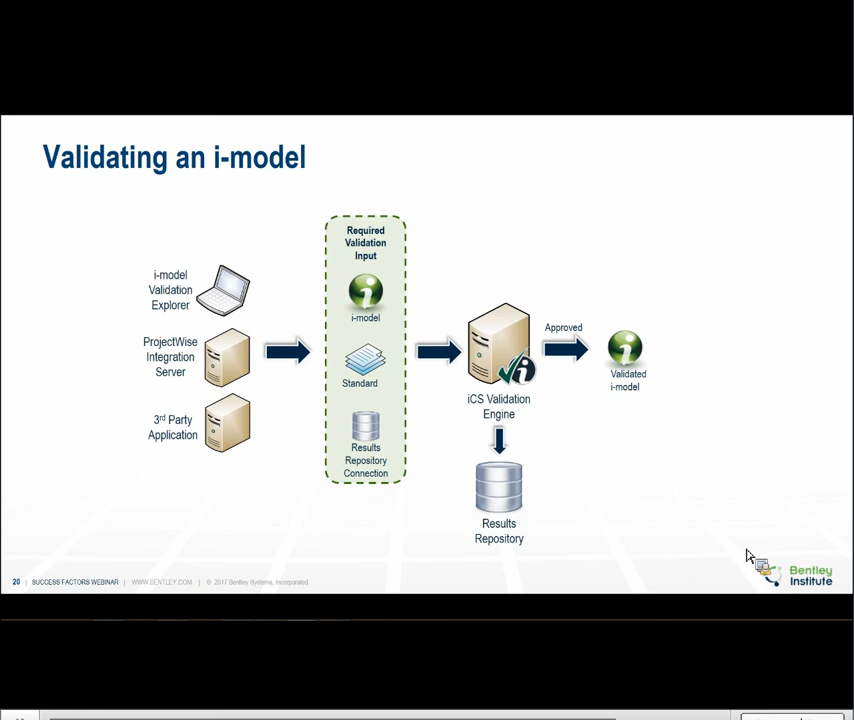 Validating an i-model
i-model
Validation
Explorer
ProjectWise
Integration
Server
3rd Party
Application
Required
Validation
Input
i-model
Standard
Results
Repository
Connection
iCS Validation
Engine
Approved
Validated
i-model
Results
Repository
20 | SUCCESS FACTORS WEBINAR | WWW.BENTLEY.COM | © 2017 Bentley Systems, Incorporated
Bentley
Institute